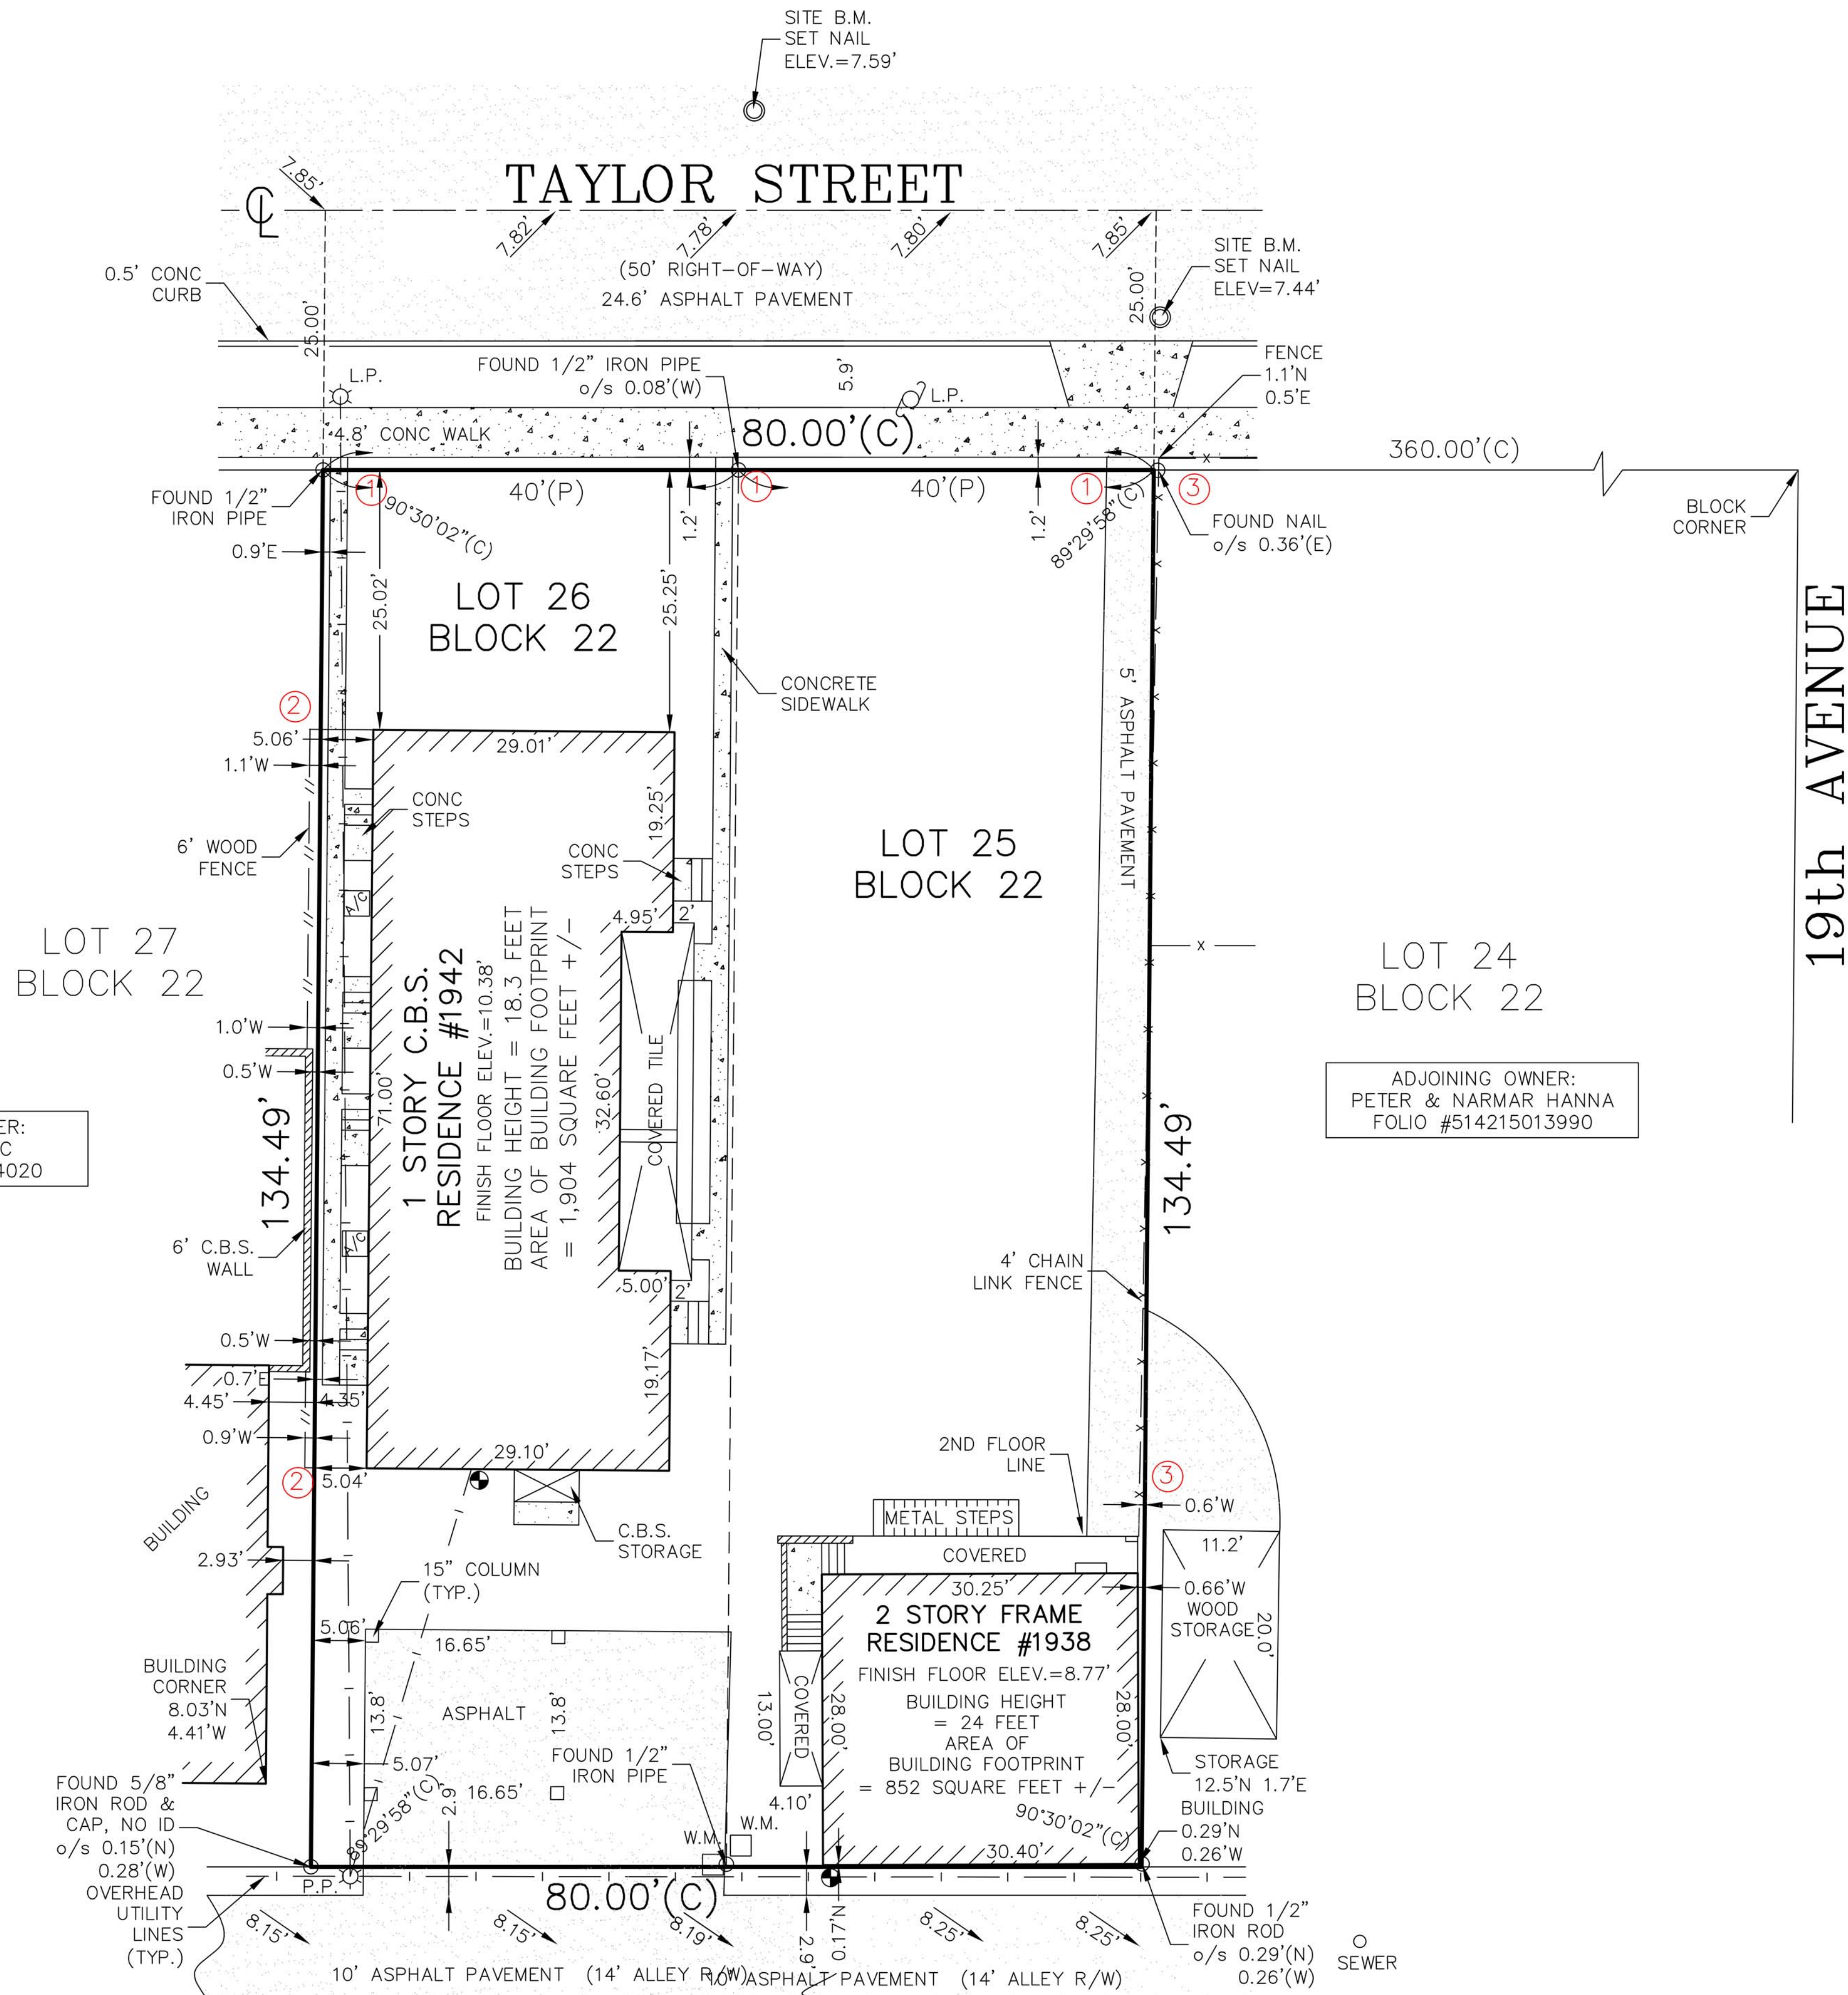 SITE B.M.
SET NAIL
ELEV.=7.59'
TAYLOR STREET
7.85'
7.82'
7.78'
7.80'
7.85'
SITE B.M.
SET NAIL
ELEV=7.44'
0.5' CONC
CURB
(50' RIGHT-OF-WAY)
24.6' ASPHALT PAVEMENT
25.00'
25.00'
FOUND 1/2" IRON PIPE
o/s 0.08'(W)
5.9'
L.P.
L.P.
FENCE
1.1'N
0.5'E
4.8' CONC WALK
80.00'(C)
360.00'(C)
FOUND 1/2"
IRON PIPE
1
40'(P)
1
40'(P)
1
3
90°30'02"(C)
1.2'
1.2'
89°29'58"(C)
FOUND NAIL
o/s 0.36'(E)
BLOCK
CORNER
0.9'E
25.02'
25.25'
LOT 26
BLOCK 22
19th AVENUE
CONCRETE
SIDEWALK
5' ASPHALT PAVEMENT
2
5.06'
1.1'W
29.01'
CONC
STEPS
19.25'
6' WOOD
FENCE
CONC
STEPS
LOT 25
BLOCK 22
A/C
4.95'
2'
LOT 27
BLOCK 22
LOT 24
BLOCK 22
1 STORY C.B.S.
RESIDENCE #1942
FINISH FLOOR ELEV.=10.38'
BUILDING HEIGHT = 18.3 FEET
AREA OF BUILDING FOOTPRINT
= 1,904 SQUARE FEET +/-
71.00'
32.60'
COVERED TILE
1.0'W
0.5'W
134.49'
134.49'
ER:
C
4020
ADJOINING OWNER:
PETER & NARMAR HANNA
FOLIO #514215013990
6' C.B.S.
WALL
A/C
4' CHAIN
LINK FENCE
5.00'
2'
0.5'W
0.7'E
4.45'
4.35'
19.17'
0.9'W
29.10'
2
5.04'
2ND FLOOR
LINE
3
0.6'W
BUILDING
METAL STEPS
C.B.S.
STORAGE
COVERED
11.2'
2.93'
15" COLUMN
(TYP.)
30.25'
0.66'W
WOOD
STORAGE
20.0'
5.06'
16.65'
2 STORY FRAME
RESIDENCE #1938
FINISH FLOOR ELEV.=8.77'
BUILDING HEIGHT
= 24 FEET
AREA OF
BUILDING FOOTPRINT
= 852 SQUARE FEET +/-
BUILDING
CORNER
8.03'N
4.41'W
13.8'
ASPHALT
13.8'
13.00'
COVERED
28.00'
28.00'
5.07'
FOUND 1/2"
IRON PIPE
STORAGE
12.5'N 1.7'E
FOUND 5/8"
IRON ROD &
CAP, NO ID
o/s 0.15'(N)
0.28'(W)
89°29'58"(C)
2.9'
16.65'
4.10'
90°30'02"(C)
BUILDING
0.29'N
0.26'W
W.M.
W.M.
30.40'
P.P.
80.00'(C)
OVERHEAD
UTILITY
LINES
(TYP.)
8.15'
8.15'
8.19'
2.9'
0.17'N
8.25'
8.25'
FOUND 1/2"
IRON ROD
o/s 0.29'(N)
0.26'(W)
SEWER
10' ASPHALT PAVEMENT (14' ALLEY R/W)
10' ASPHALT PAVEMENT (14' ALLEY R/W)